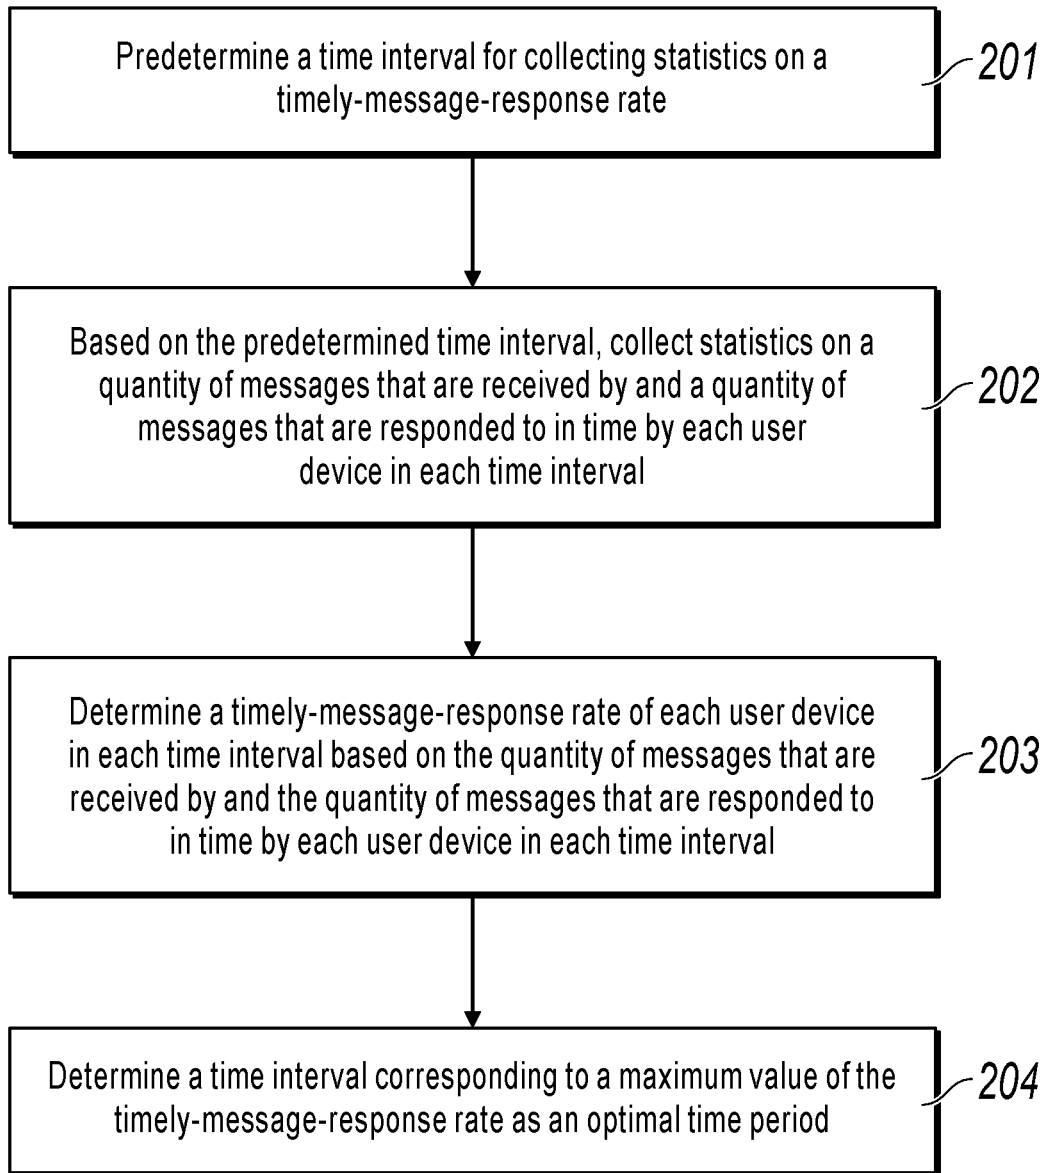 Predetermine a time interval for collecting statistics on a
timely-message-response rate
201
Based on the predetermined time interval, collect statistics on a
quantity of messages that are received by and a quantity of
messages that are responded to in time by each user
device in each time interval
202
Determine a timely-message-response rate of each user device
in each time interval based on the quantity of messages that are
received by and the quantity of messages that are responded to
in time by each user device in each time interval
203
Determine a time interval corresponding to a maximum value of the
timely-message-response rate as an optimal time period
204